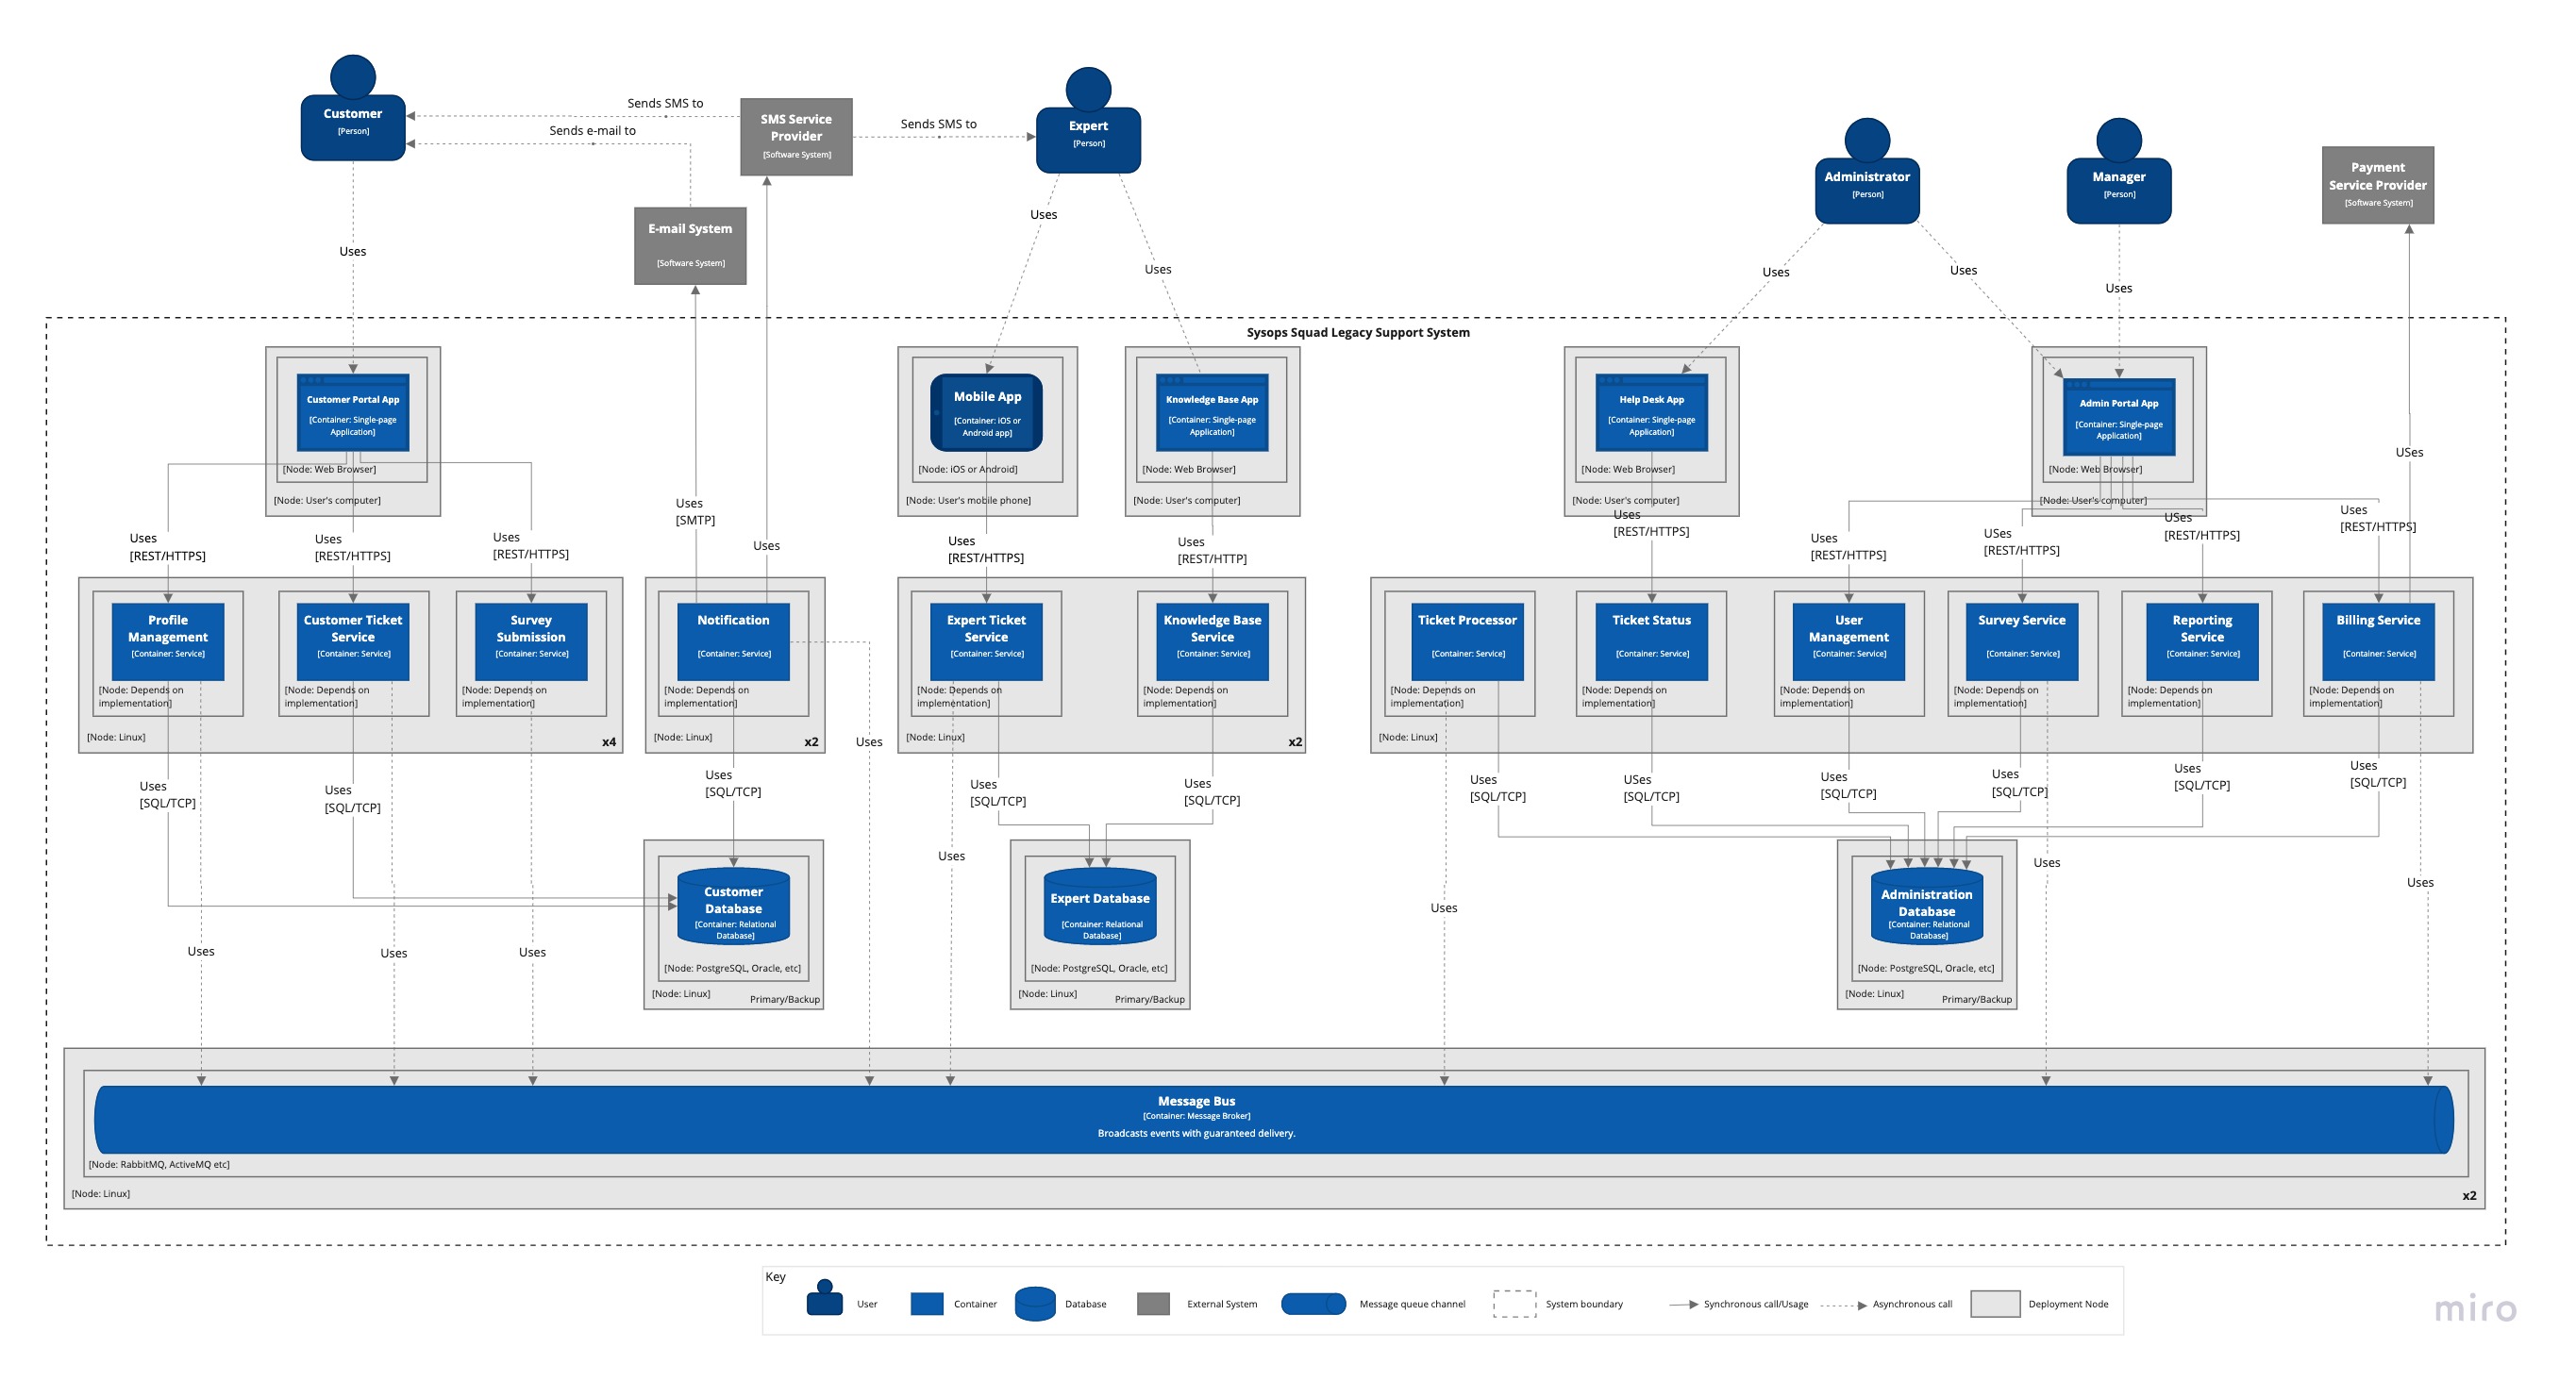 Customer
[Person]
Sends SMS to
Sends e-mail to
SMS Service
Provider
[Software System]
Sends SMS to
Expert
[Person]
Administrator
[Person]
Manager
[Person]
Payment
Service Provider
[Software System]
E-mail System
[Software System]
Uses
Uses
Uses
Uses
Uses
Uses
Sysops Squad Legacy Support System
Customer Portal App
[Container: Single-page
Application]
[Node: Web Browser]
[Node: User's computer]
Mobile App
[Container: iOS or
Android app]
[Node: iOS or Android]
[Node: User's mobile phone]
Knowledge Base App
[Container: Single-page
Application]
[Node: Web Browser]
[Node: User's computer]
Help Desk App
[Container: Single-page
Application]
[Node: Web Browser]
[Node: User's computer]
Admin Portal App
[Container: Single-page
Application]
[Node: Web Browser]
[Node: User's computer]
USes
Uses
[REST/HTTPS]
Uses
[REST/HTTPS]
Uses
[REST/HTTPS]
Uses
[SMTP]
Uses
Uses
[REST/HTTPS]
Uses
[REST/HTTP]
Uses
[REST/HTTPS]
Uses
[REST/HTTPS]
USes
[REST/HTTPS]
USes
[REST/HTTPS]
Uses
[REST/HTTPS]
Profile
Management
[Container: Service]
[Node: Depends on
implementation]
Customer Ticket
Service
[Container: Service]
[Node: Depends on
implementation]
Survey
Submission
[Container: Service]
[Node: Depends on
implementation]
[Node: Linux]
x4
Notification
[Container: Service]
[Node: Depends on
implementation]
[Node: Linux]
x2
Expert Ticket
Service
[Container: Service]
[Node: Depends on
implementation]
Knowledge Base
Service
[Container: Service]
[Node: Depends on
implementation]
[Node: Linux]
x2
Ticket Processor
[Container: Service]
[Node: Depends on
implementation]
Ticket Status
[Container: Service]
[Node: Depends on
implementation]
User
Management
[Container: Service]
[Node: Depends on
implementation]
Survey Service
[Container: Service]
[Node: Depends on
implementation]
Reporting
Service
[Container: Service]
[Node: Depends on
implementation]
Billing Service
[Container: Service]
[Node: Depends on
implementation]
[Node: Linux]
Uses
Uses
[SQL/TCP]
Uses
[SQL/TCP]
Uses
[SQL/TCP]
Uses
[SQL/TCP]
Uses
[SQL/TCP]
Uses
[SQL/TCP]
USes
[SQL/TCP]
Uses
[SQL/TCP]
Uses
[SQL/TCP]
Uses
[SQL/TCP]
Uses
[SQL/TCP]
Customer
Database
[Container: Relational
Database]
[Node: PostgreSQL, Oracle, etc]
[Node: Linux]
Primary/Backup
Expert Database
[Container: Relational
Database]
[Node: PostgreSQL, Oracle, etc]
[Node: Linux]
Primary/Backup
Administration
Database
[Container: Relational
Database]
[Node: PostgreSQL, Oracle, etc]
[Node: Linux]
Primary/Backup
Uses
Uses
Uses
Uses
Uses
Uses
Uses
Message Bus
[Container: Message Broker]
Broadcasts events with guaranteed delivery.
[Node: RabbitMQ, ActiveMQ etc]
[Node: Linux]
x2
Key
User
Container
Database
External System
Message queue channel
System boundary
Synchronous call/Usage
Asynchronous call
Deployment Node
miro